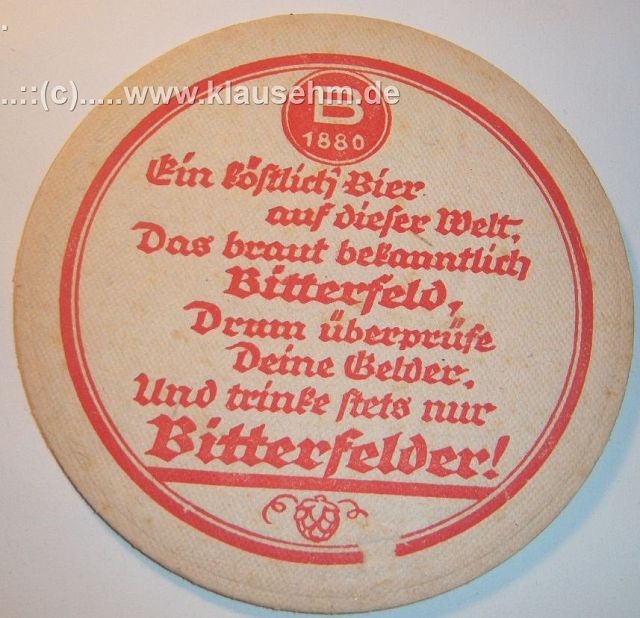 ...::(c).....www.klausehm.de
B
1880
Ein köstlich Bier
auf dieser Welt,
Das braut bekanntlich
Bitterfeld,
Drum überprüfe
Deine Gelder,
Und trinke stets nur
Bitterfelder!